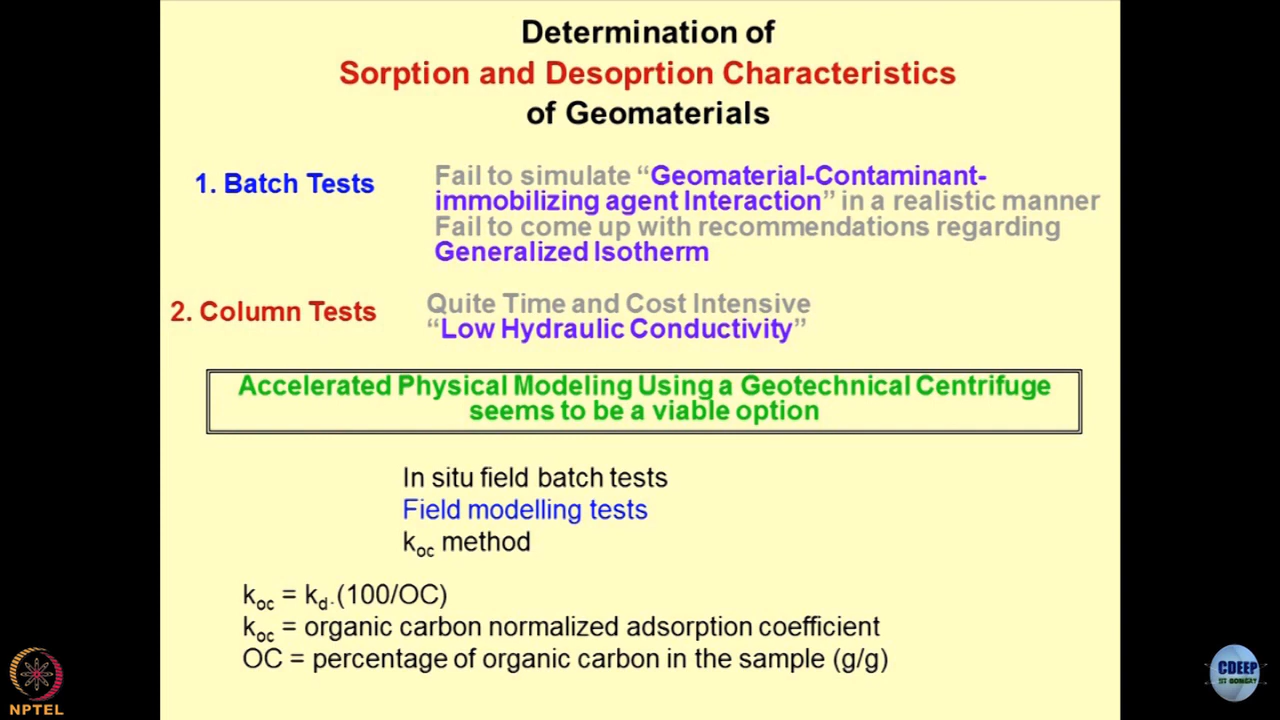 Determination of
Sorption and Desoprtion Characteristics
of Geomaterials
1. Batch Tests
Fail to simulate “Geomaterial-Contaminant-
immobilizing agent Interaction” in a realistic manner
Fail to come up with recommendations regarding
Generalized Isotherm
2. Column Tests
Quite Time and Cost Intensive
“Low Hydraulic Conductivity”
Accelerated Physical Modeling Using a Geotechnical Centrifuge
seems to be a viable option
In situ field batch tests
Field modelling tests
koc method
koc = kd.(100/OC)
koc = organic carbon normalized adsorption coefficient
OC = percentage of organic carbon in the sample (g/g)
NPTEL
CDEEP
IIT BOMBAY